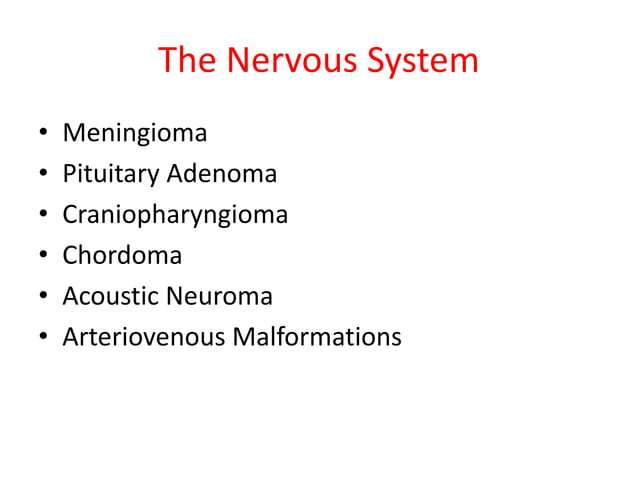 The Nervous System
• Meningioma
• Pituitary Adenoma
• Craniopharyngioma
• Chordoma
• Acoustic Neuroma
• Arteriovenous Malformations